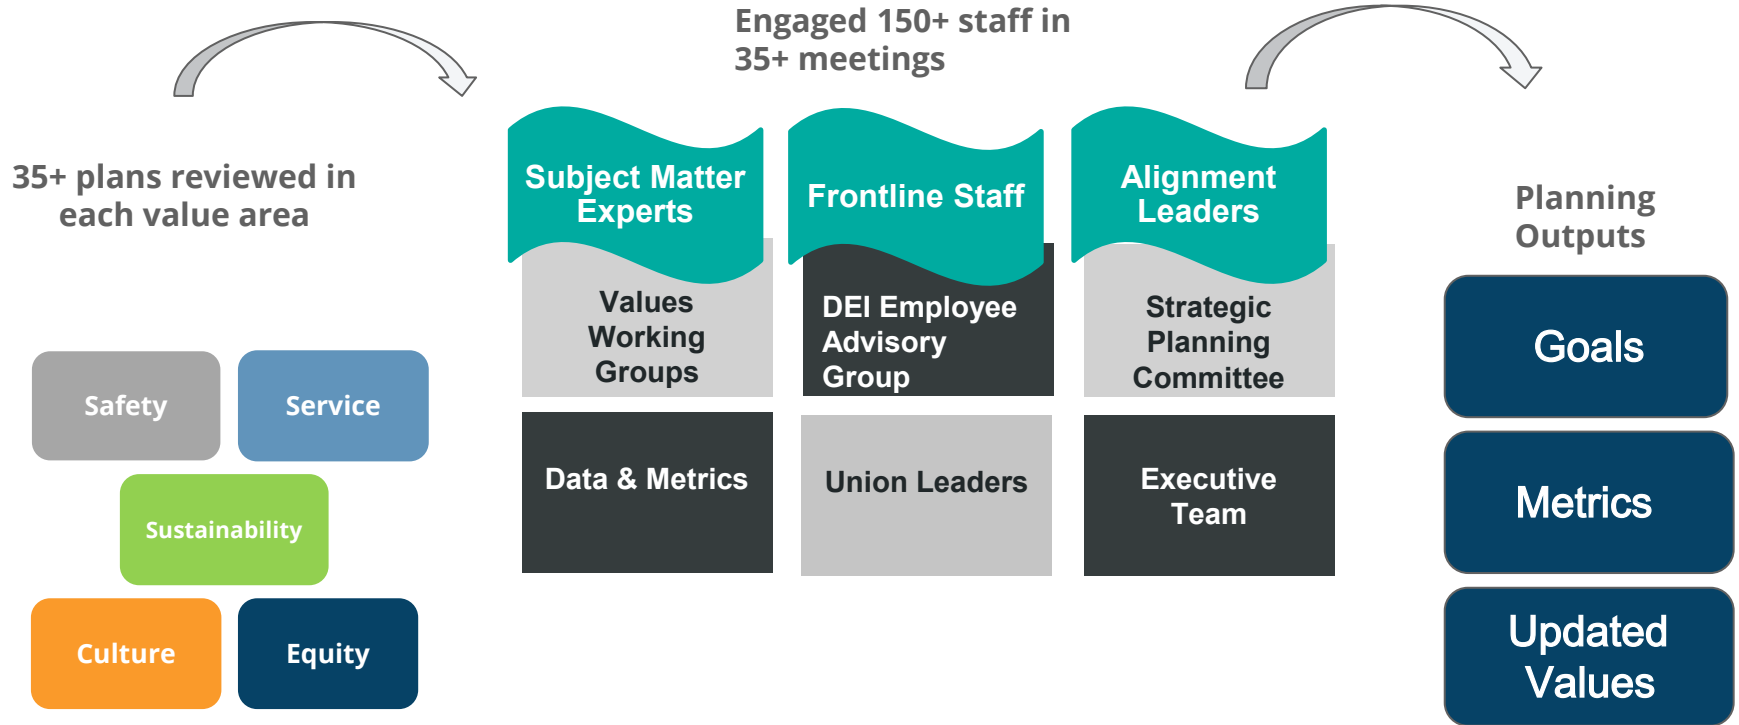 35+ plans reviewed in
each value area
Safety
Service
Sustainability
Culture
Equity
Engaged 150+ staff in
35+ meetings
Subject Matter
Experts
Values
Working
Groups
Data & Metrics
Frontline Staff
DEI Employee
Advisory
Group
Union Leaders
Alignment
Leaders
Strategic
Planning
Committee
Executive
Team
Planning
Outputs
Goals
Metrics
Updated
Values